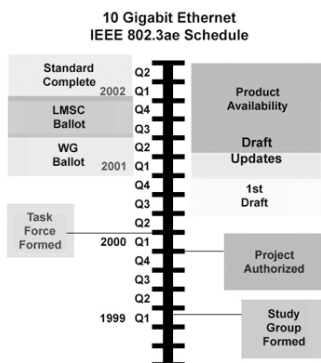 10 Gigabit Ethernet
IEEE 802.3ae Schedule
Standard
Complete
2002
LMSC
Ballot
WG
Ballot
2001
Task
Force
Formed
2000
1999
Q2
Q1
Q4
Q3
Q2
Q1
Q4
Q3
Q2
Q1
Q4
Q3
Q2
Q1
Product
Availability
Draft
Updates
1st
Draft
Project
Authorized
Study
Group
Formed